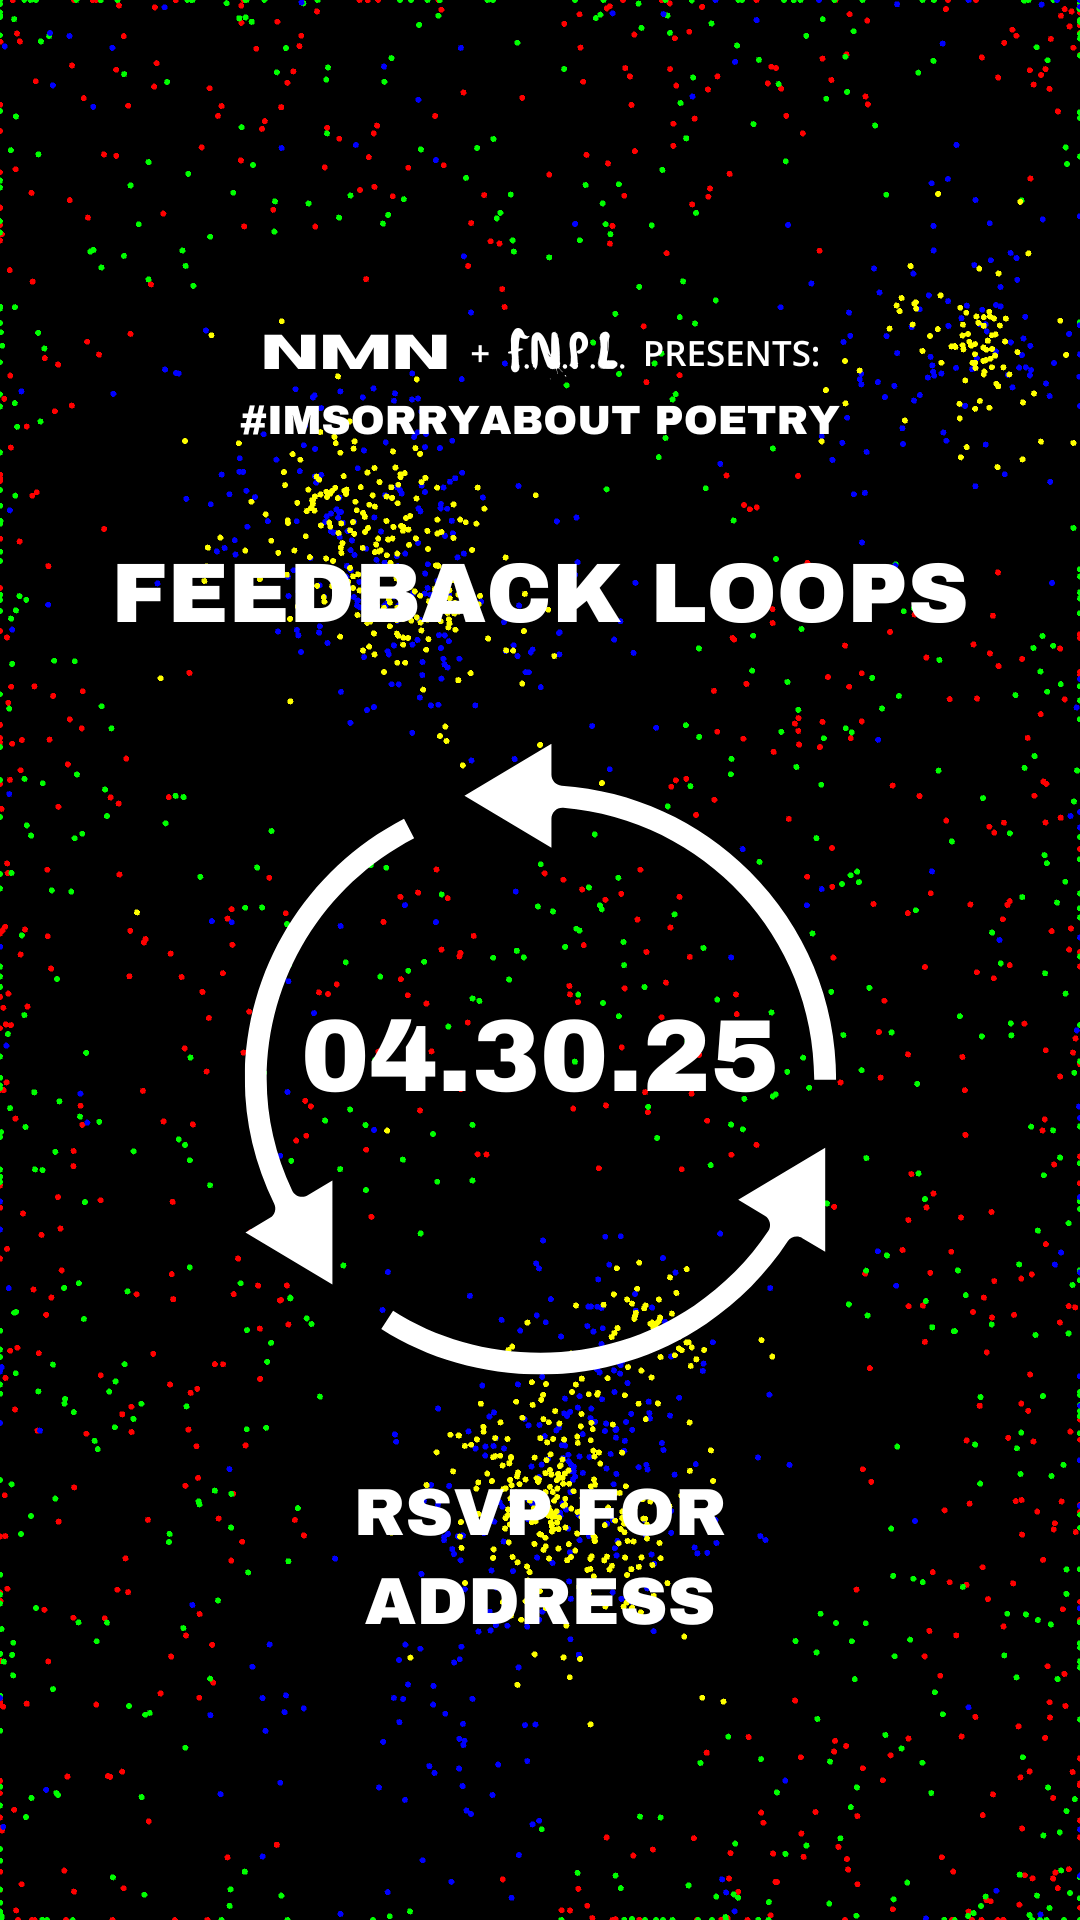 NMN + F.N.P.L. PRESENTS:
#IMSORRYABOUT POETRY
FEEDBACK LOOPS
04.30.25
RSVP FOR
ADDRESS